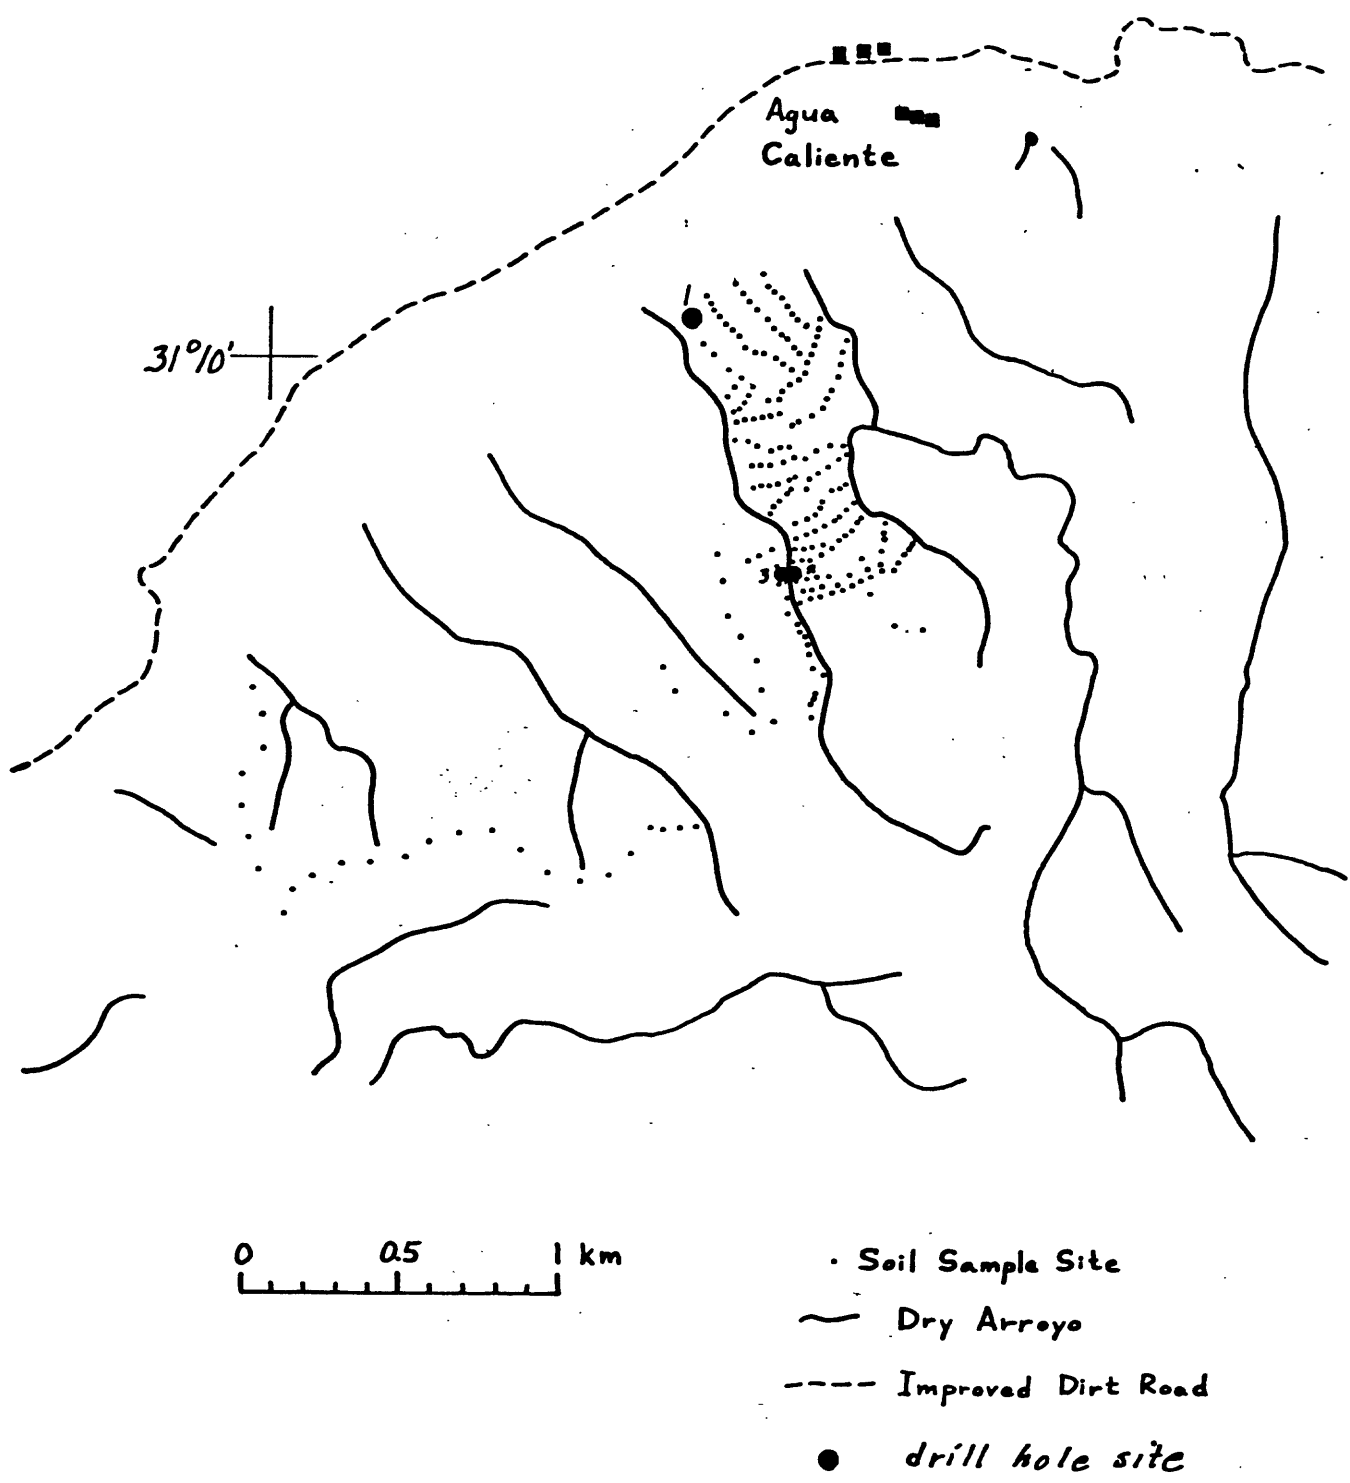 Agua
Caliente
31°10'
3
0 0.5 1 km
Soil Sample Site
Dry Arroyo
Improved Dirt Road
drill hole site